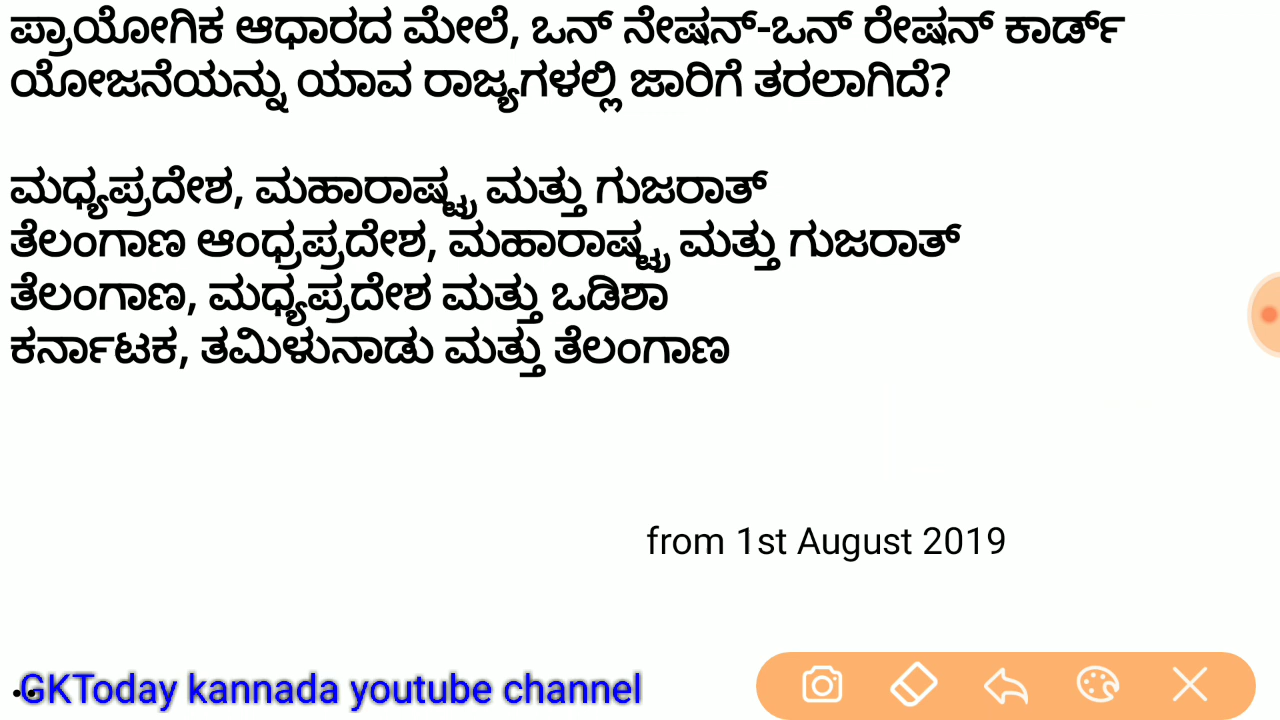 ಪ್ರಾಯೋಗಿಕ ಆಧಾರದ ಮೇಲೆ, ಒನ್ ನೇಷನ್-ಒನ್ ರೇಷನ್ ಕಾರ್ಡ್
ಯೋಜನೆಯನ್ನು ಯಾವ ರಾಜ್ಯಗಳಲ್ಲಿ ಜಾರಿಗೆ ತರಲಾಗಿದೆ?
ಮಧ್ಯಪ್ರದೇಶ, ಮಹಾರಾಷ್ಟ್ರ ಮತ್ತು ಗುಜರಾತ್
ತೆಲಂಗಾಣ ಆಂಧ್ರಪ್ರದೇಶ, ಮಹಾರಾಷ್ಟ್ರ ಮತ್ತು ಗುಜರಾತ್
ತೆಲಂಗಾಣ, ಮಧ್ಯಪ್ರದೇಶ ಮತ್ತು ಒಡಿಶಾ
ಕರ್ನಾಟಕ, ತಮಿಳುನಾಡು ಮತ್ತು ತೆಲಂಗಾಣ
from 1st August 2019
GKToday kannada youtube channel